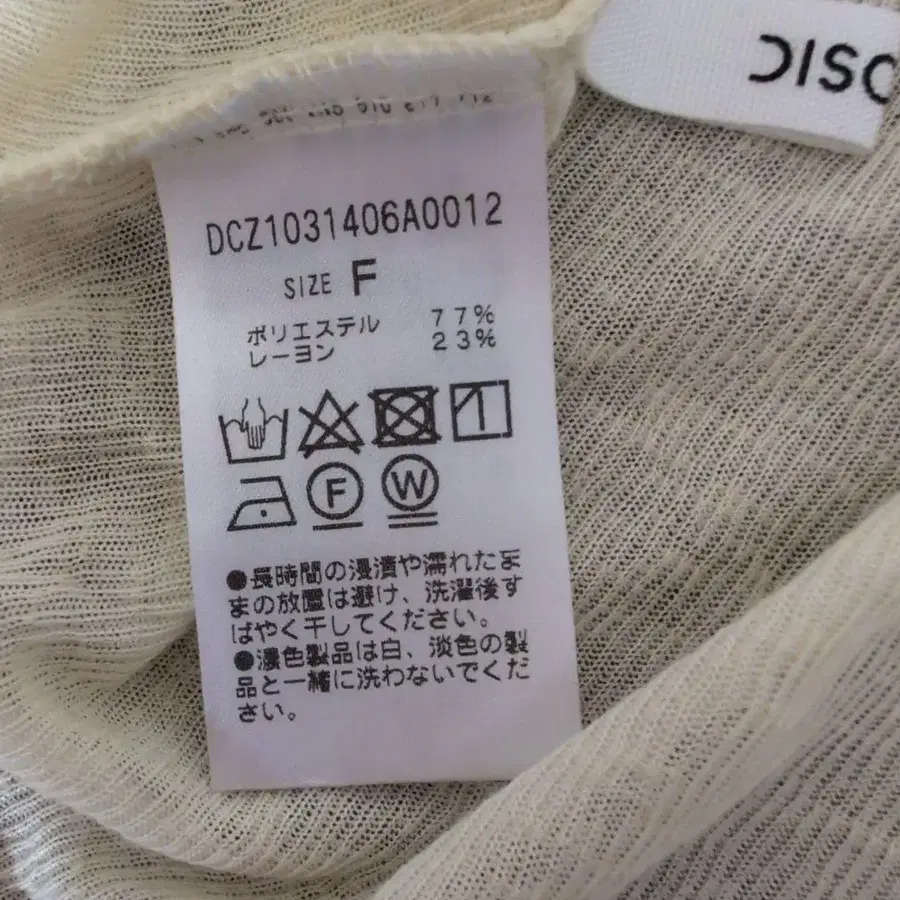 DCZ1031406A0012
SIZE F
ポリエステル 77%
レーヨン 23%
F W
●長時間の浸漬や濡れたま
まの放置は避け、洗濯後す
ばやく干してください。
●濃色製品は白、淡色の製
品と一緒に洗わないでくだ
さい。